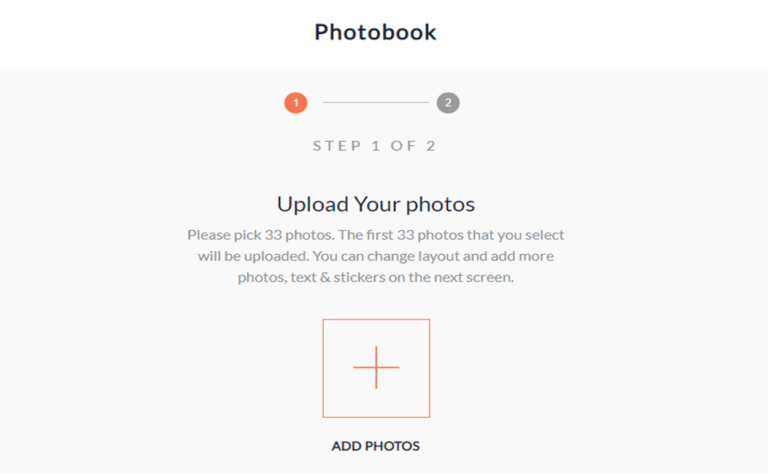 Photobook
1 2
STEP 1 OF 2
Upload Your photos
Please pick 33 photos. The first 33 photos that you select
will be uploaded. You can change layout and add more
photos, text & stickers on the next screen.
ADD PHOTOS